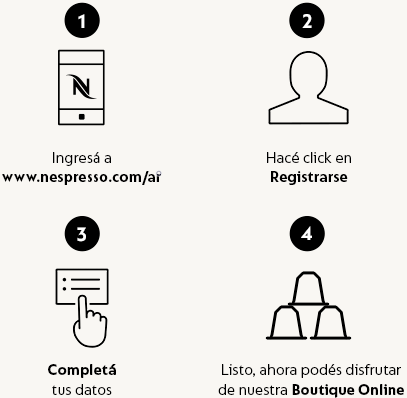 1
N
Ingresá a
www.nespresso.com/ar
2
Hacé click en
Registrarse
3
Completá
tus datos
4
Listo, ahora podés disfrutar
de nuestra Boutique Online